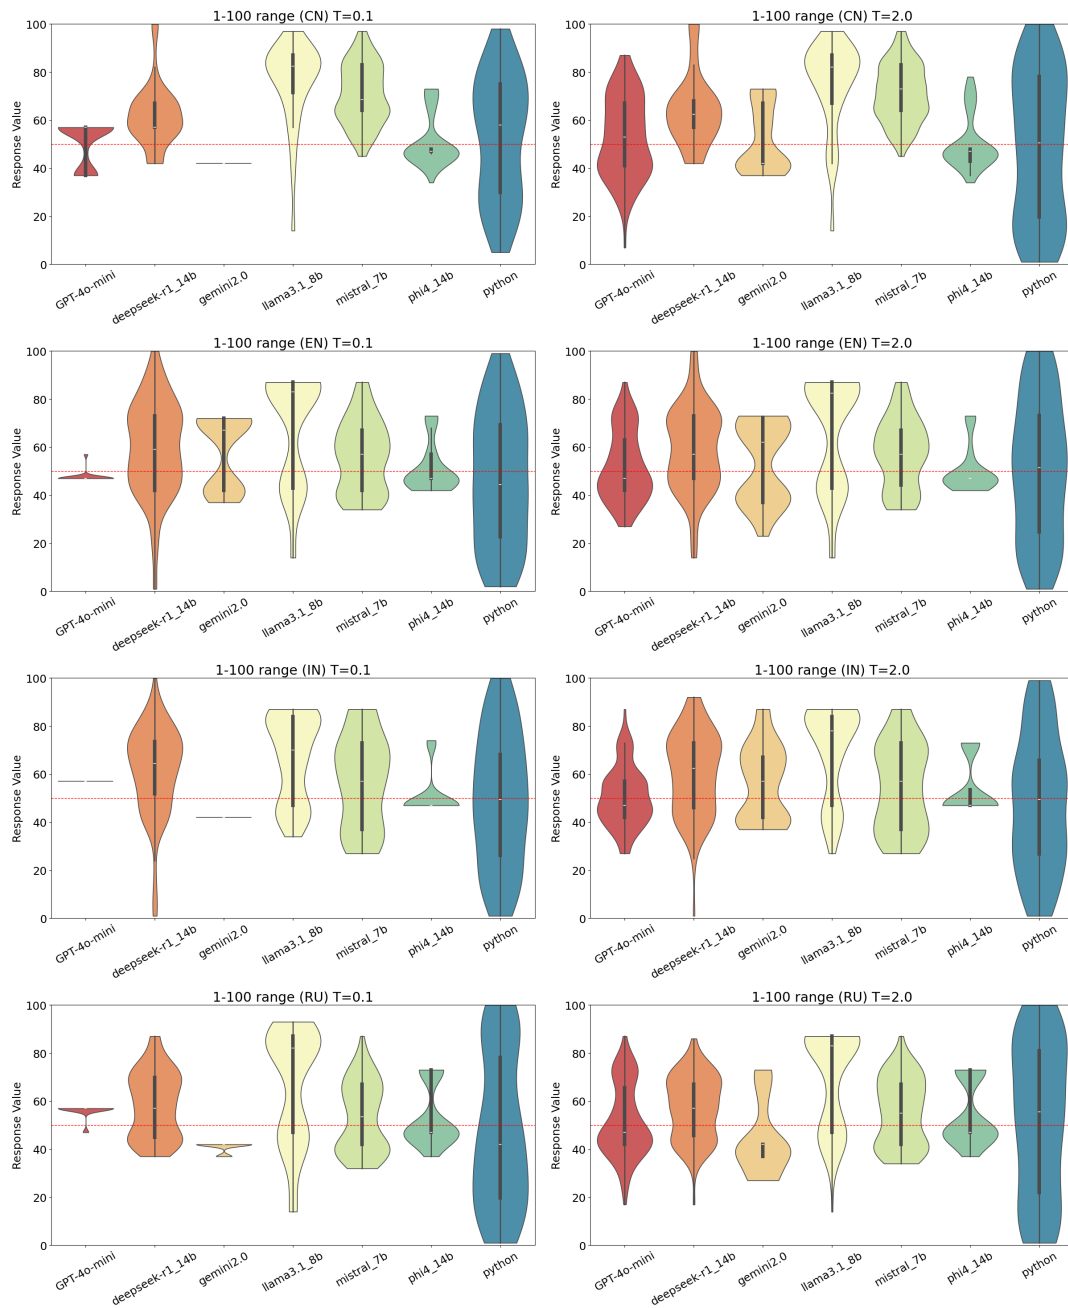 1-100 range (CN) T=0.1
Response Value
100
80
60
40
20
0
GPT-4o-mini
deepseek-r1_14b
gemini2.0
llama3.1_8b
mistral_7b
phi4_14b
python
1-100 range (CN) T=2.0
Response Value
100
80
60
40
20
0
GPT-4o-mini
deepseek-r1_14b
gemini2.0
llama3.1_8b
mistral_7b
phi4_14b
python
1-100 range (EN) T=0.1
Response Value
100
80
60
40
20
0
GPT-4o-mini
deepseek-r1_14b
gemini2.0
llama3.1_8b
mistral_7b
phi4_14b
python
1-100 range (EN) T=2.0
Response Value
100
80
60
40
20
0
GPT-4o-mini
deepseek-r1_14b
gemini2.0
llama3.1_8b
mistral_7b
phi4_14b
python
1-100 range (IN) T=0.1
Response Value
100
80
60
40
20
0
GPT-4o-mini
deepseek-r1_14b
gemini2.0
llama3.1_8b
mistral_7b
phi4_14b
python
1-100 range (IN) T=2.0
Response Value
100
80
60
40
20
0
GPT-4o-mini
deepseek-r1_14b
gemini2.0
llama3.1_8b
mistral_7b
phi4_14b
python
1-100 range (RU) T=0.1
Response Value
100
80
60
40
20
0
GPT-4o-mini
deepseek-r1_14b
gemini2.0
llama3.1_8b
mistral_7b
phi4_14b
python
1-100 range (RU) T=2.0
Response Value
100
80
60
40
20
0
GPT-4o-mini
deepseek-r1_14b
gemini2.0
llama3.1_8b
mistral_7b
phi4_14b
python